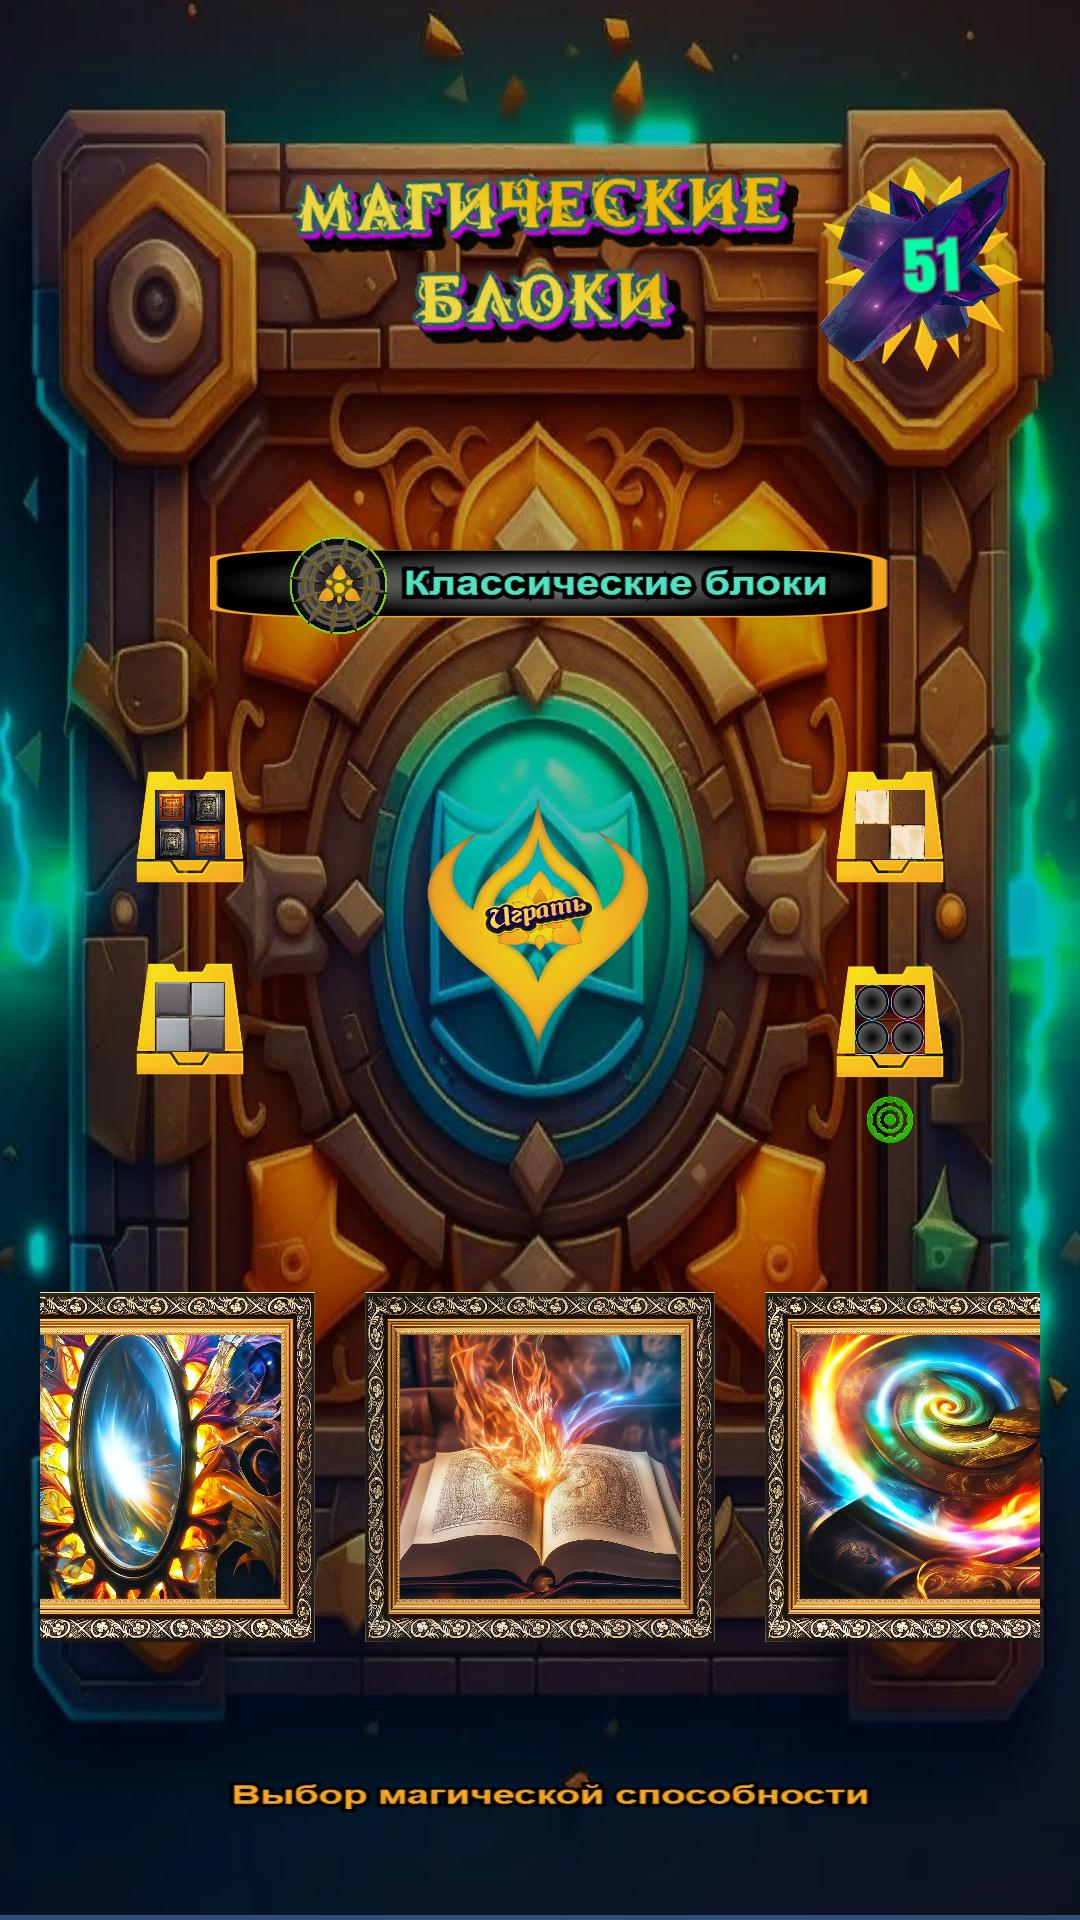 МАГИЧЕСКИЕ
БЛОКИ
51
Классические блоки
Играть
Выбор магической способности